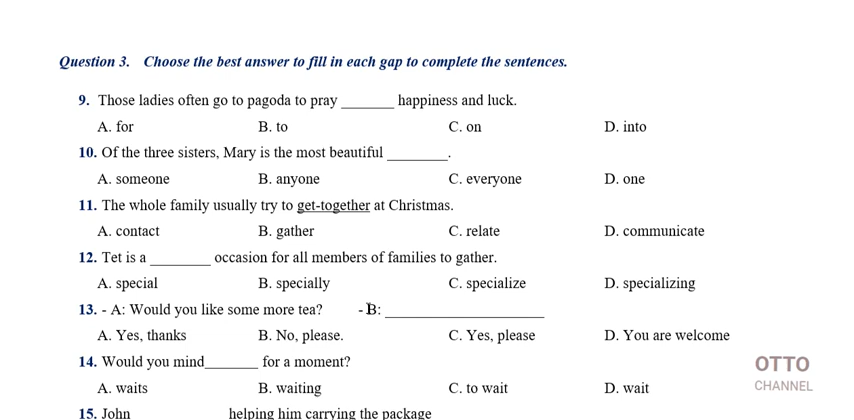 Question 3. Choose the best answer to fill in each gap to complete the sentences.
9. Those ladies often go to pagoda to pray _______ happiness and luck.
A. for B. to C. on D. into
10. Of the three sisters, Mary is the most beautiful ________.
A. someone B. anyone C. everyone D. one
11. The whole family usually try to get-together at Christmas.
A. contact B. gather C. relate D. communicate
12. Tet is a ________ occasion for all members of families to gather.
A. special B. specially C. specialize D. specializing
13. - A: Would you like some more tea? - B: _____________________
A. Yes, thanks B. No, please. C. Yes, please D. You are welcome
14. Would you mind_______ for a moment?
A. waits B. waiting C. to wait D. wait
15. John ____________ helping him carrying the package
OTTO
CHANNEL